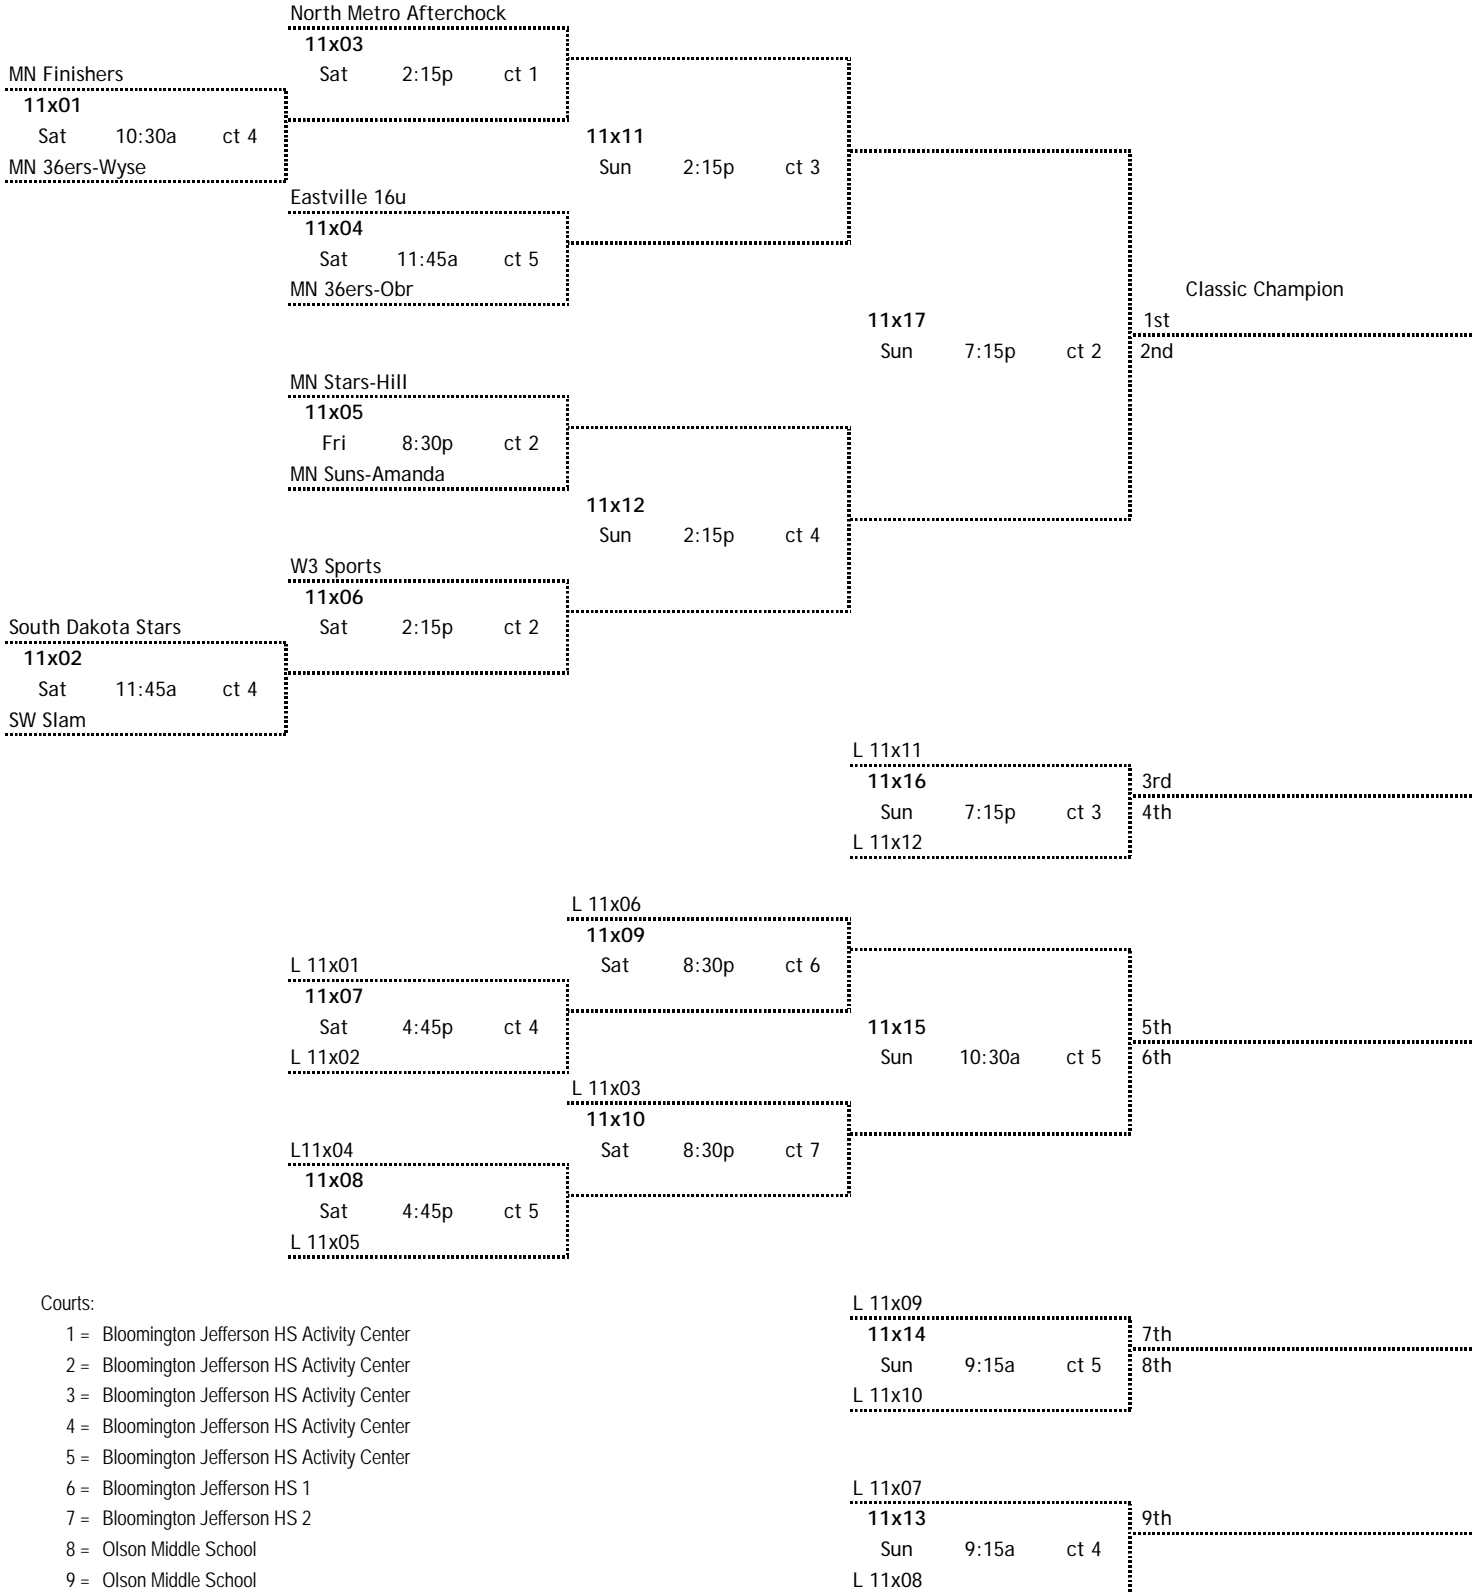 North Metro Afterchock
11x03
Sat 2:15p ct 1
MN Finishers
11x01
Sat 10:30a ct 4
MN 36ers-Wyse
11x11
Sun 2:15p ct 3
Eastville 16u
11x04
Sat 11:45a ct 5
MN 36ers-Obr
Classic Champion
11x17
Sun 7:15p ct 2
1st
2nd
MN Stars-Hill
11x05
Fri 8:30p ct 2
MN Suns-Amanda
11x12
Sun 2:15p ct 4
W3 Sports
11x06
Sat 2:15p ct 2
South Dakota Stars
11x02
Sat 11:45a ct 4
SW Slam
L 11x11
11x16
Sun 7:15p ct 3
L 11x12
3rd
4th
L 11x06
11x09
Sat 8:30p ct 6
L 11x01
11x07
Sat 4:45p ct 4
L 11x02
11x15
Sun 10:30a ct 5
5th
6th
L 11x03
11x10
Sat 8:30p ct 7
L11x04
11x08
Sat 4:45p ct 5
L 11x05
Courts:
1 = Bloomington Jefferson HS Activity Center
2 = Bloomington Jefferson HS Activity Center
3 = Bloomington Jefferson HS Activity Center
4 = Bloomington Jefferson HS Activity Center
5 = Bloomington Jefferson HS Activity Center
6 = Bloomington Jefferson HS 1
7 = Bloomington Jefferson HS 2
8 = Olson Middle School
9 = Olson Middle School
L 11x09
11x14
Sun 9:15a ct 5
L 11x10
7th
8th
L 11x07
11x13
Sun 9:15a ct 4
L 11x08
9th